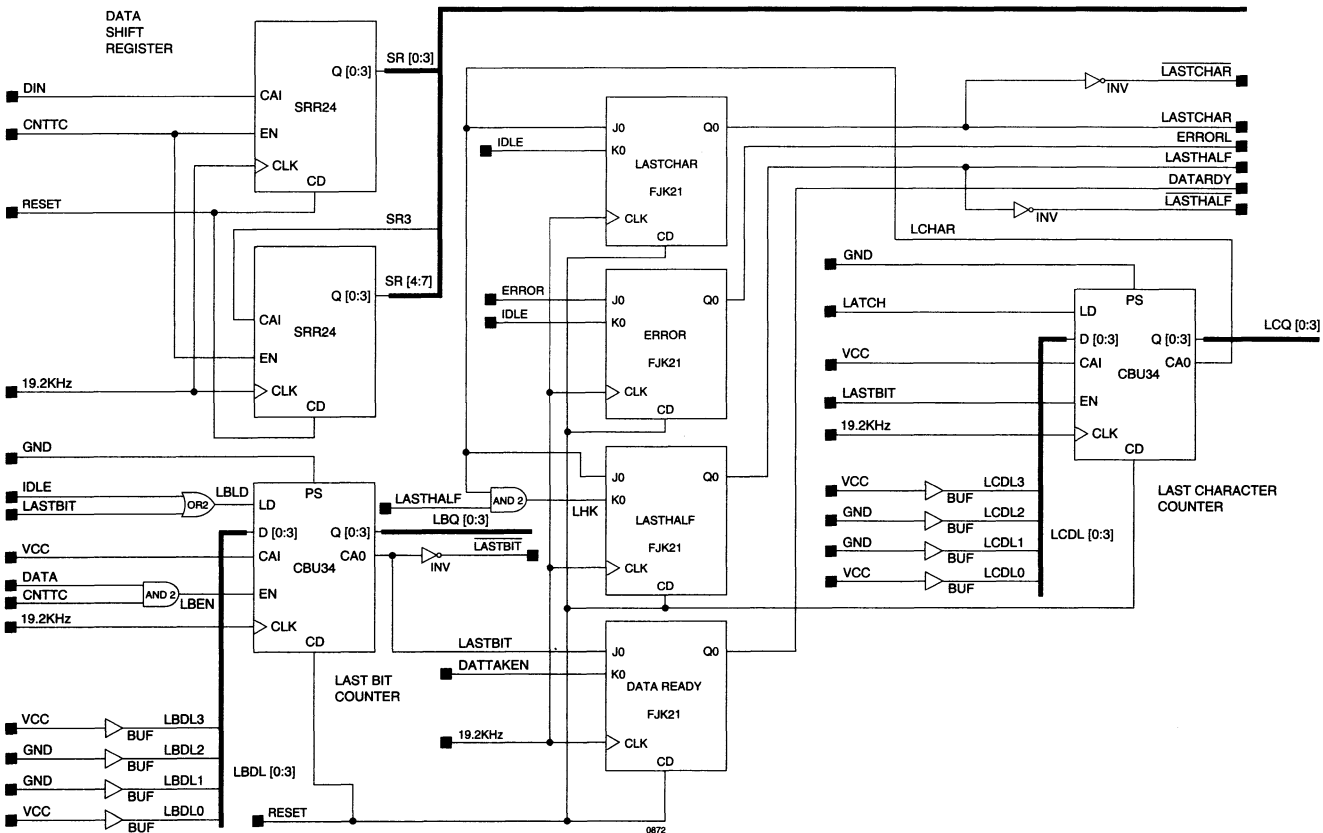 DATA
SHIFT
REGISTER
DIN
CNTTC
RESET
19.2KHz
Q [0:3]
CAI
SRR24
EN
CLK
CD
SR [0:3]
SR3
Q [0:3]
SR [4:7]
CAI
SRR24
EN
CLK
CD
GND
IDLE
LASTBIT
OR2
LBLD
VCC
DATA
CNTTC
AND 2
LBEN
19.2KHz
PS
LD
D [0:3]
Q [0:3]
CAI
CA0
CBU34
EN
CLK
CD
LBQ [0:3]
LASTBIT
INV
LAST BIT
COUNTER
VCC
BUF
LBDL3
GND
BUF
LBDL2
GND
BUF
LBDL1
VCC
BUF
LBDL0
LBDL [0:3]
RESET
IDLE
J0
Q0
K0
LASTCHAR
FJK21
CLK
CD
ERROR
IDLE
J0
Q0
K0
ERROR
FJK21
CLK
CD
LASTHALF
AND 2
LHK
J0
Q0
K0
LASTHALF
FJK21
CLK
CD
LASTBIT
DATTAKEN
19.2KHz
J0
Q0
K0
DATA READY
FJK21
CLK
CD
0872
LASTCHAR
INV
LASTCHAR
ERRORL
LASTHALF
DATARDY
LASTHALF
INV
LCHAR
GND
LATCH
VCC
LASTBIT
19.2KHz
PS
LD
D [0:3]
Q [0:3]
CAI
CA0
CBU34
EN
CLK
CD
LCQ [0:3]
LAST CHARACTER
COUNTER
VCC
BUF
LCDL3
GND
BUF
LCDL2
GND
BUF
LCDL1
VCC
BUF
LCDL0
LCDL [0:3]